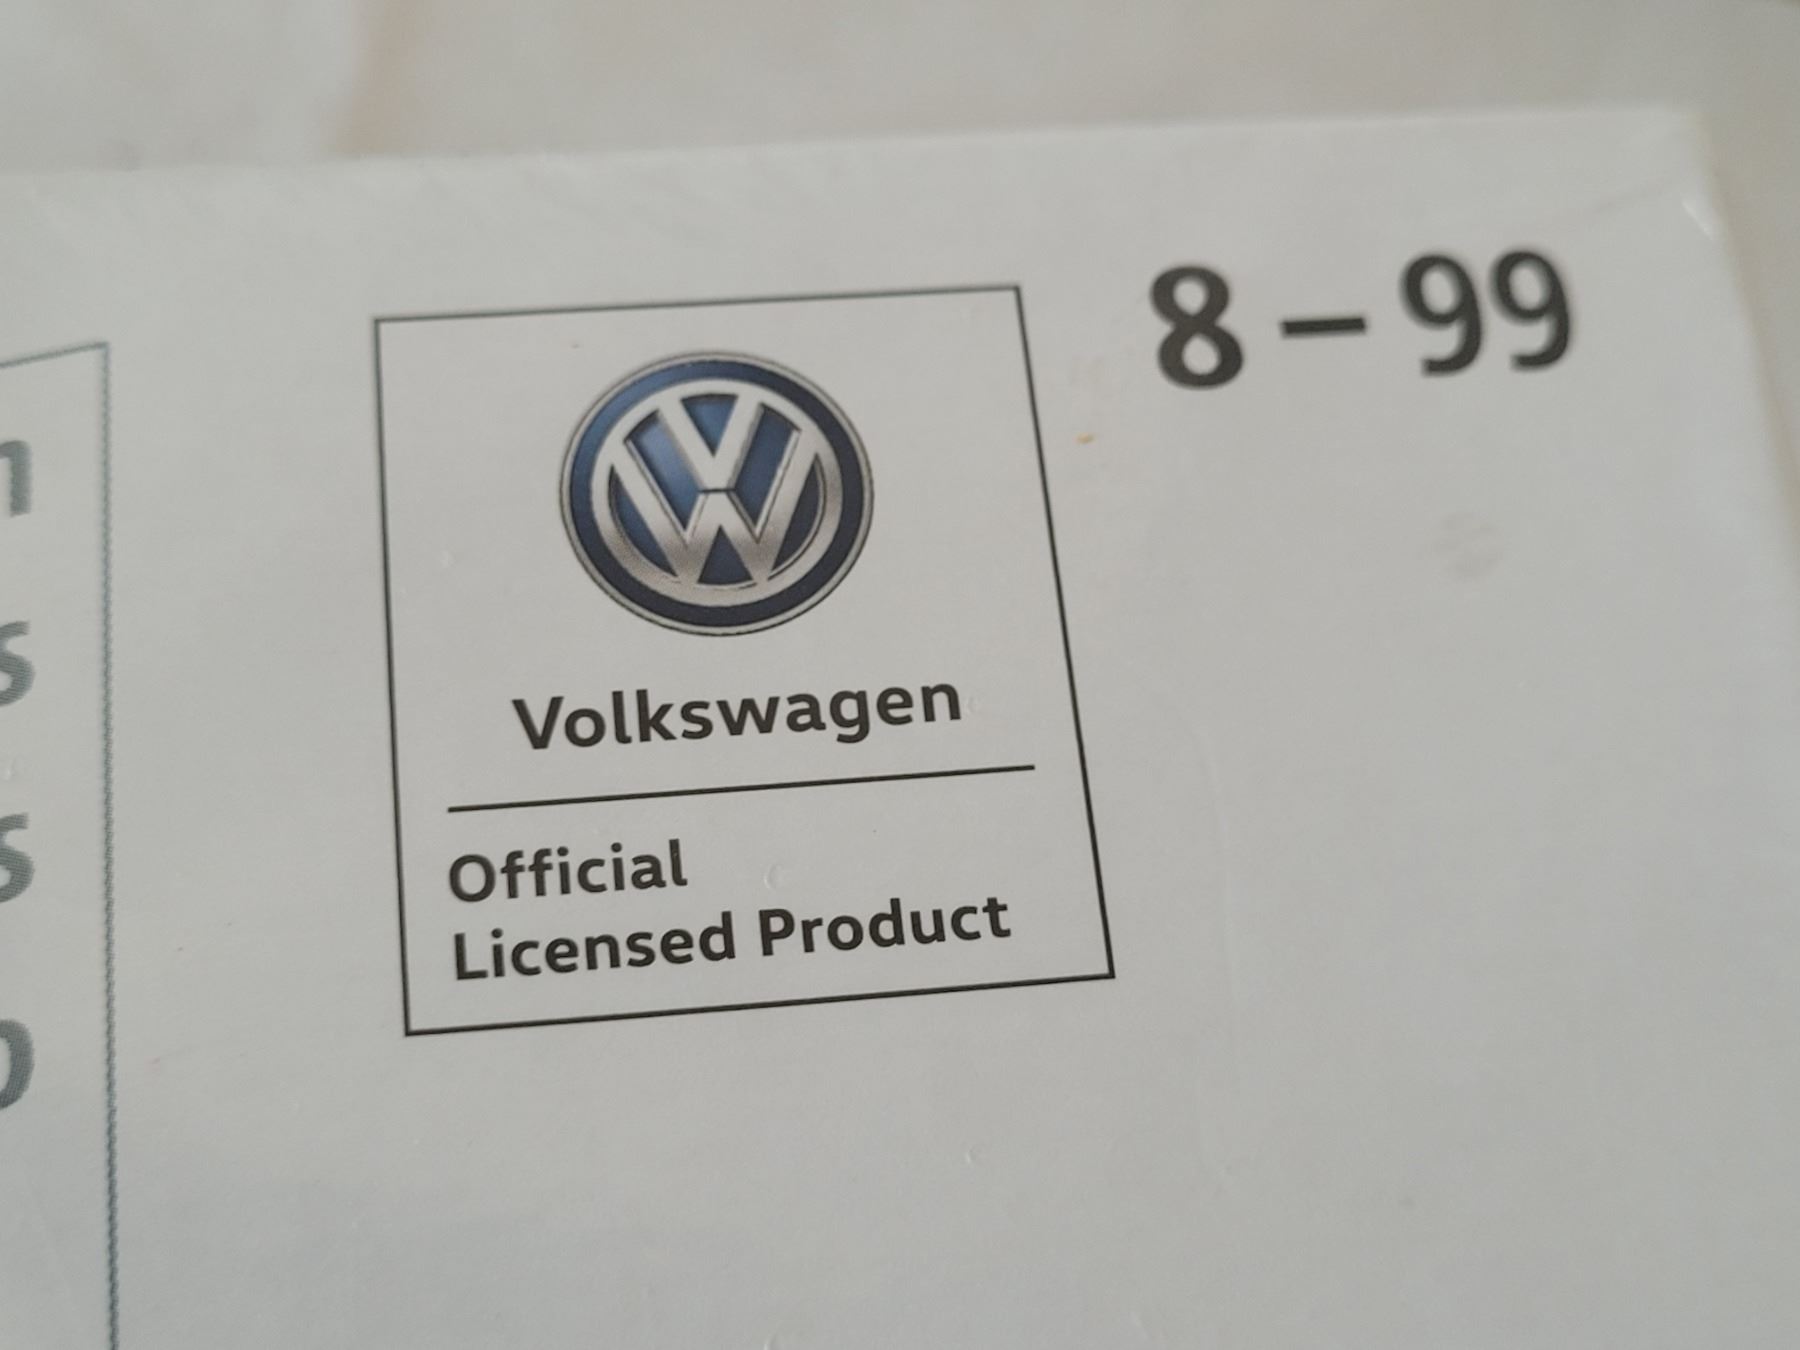 8 – 99
Volkswagen
Official
Licensed Product